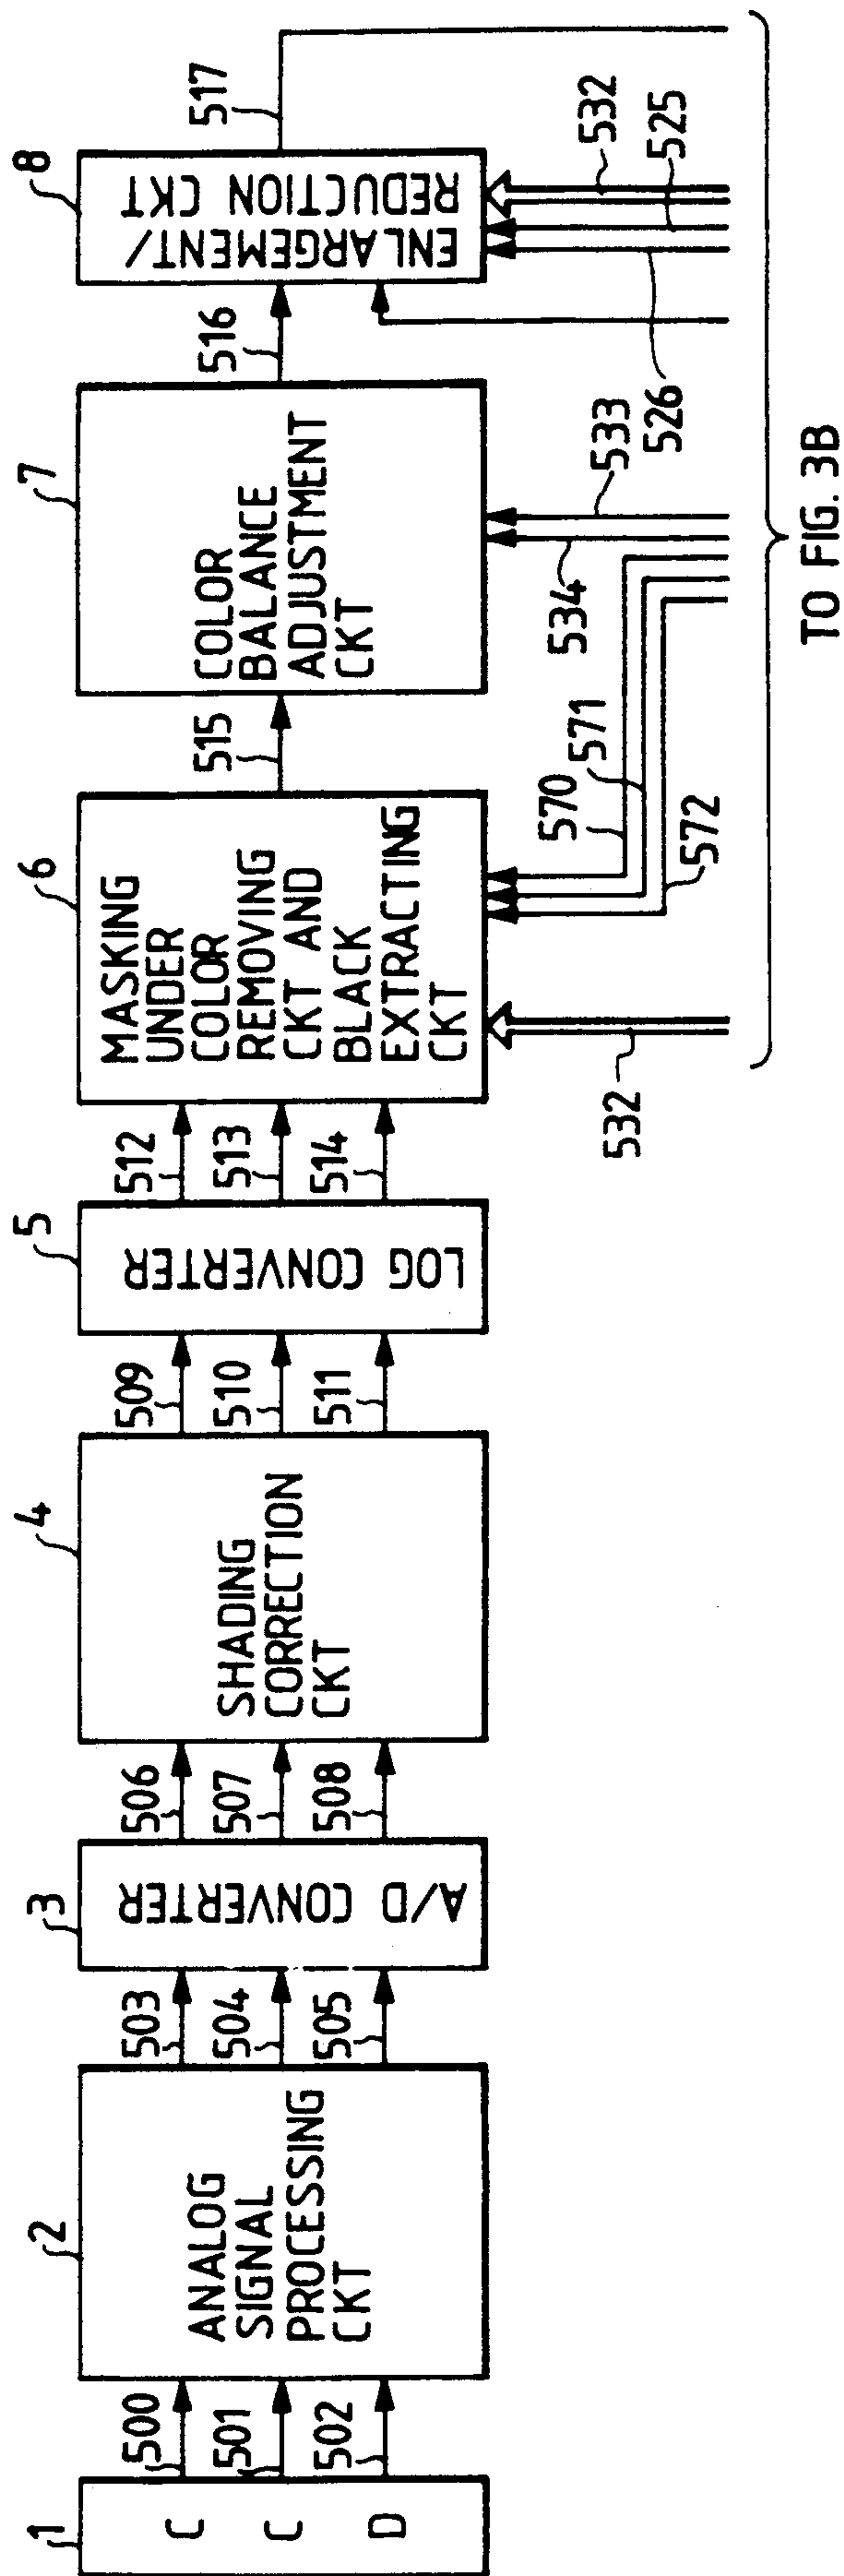 1
C
C
D
500
501
502
2
ANALOG
SIGNAL
PROCESSING
CKT
503
504
505
3
A/D CONVERTER
506
507
508
4
SHADING
CORRECTION
CKT
509
510
511
5
LOG CONVERTER
512
513
514
6
MASKING
UNDER
COLOR
REMOVING
CKT AND
BLACK
EXTRACTING
CKT
532
570
571
572
515
7
COLOR
BALANCE
ADJUSTMENT
CKT
534
533
516
8
ENLARGEMENT/
REDUCTION CKT
526
525
532
517
TO FIG. 3B